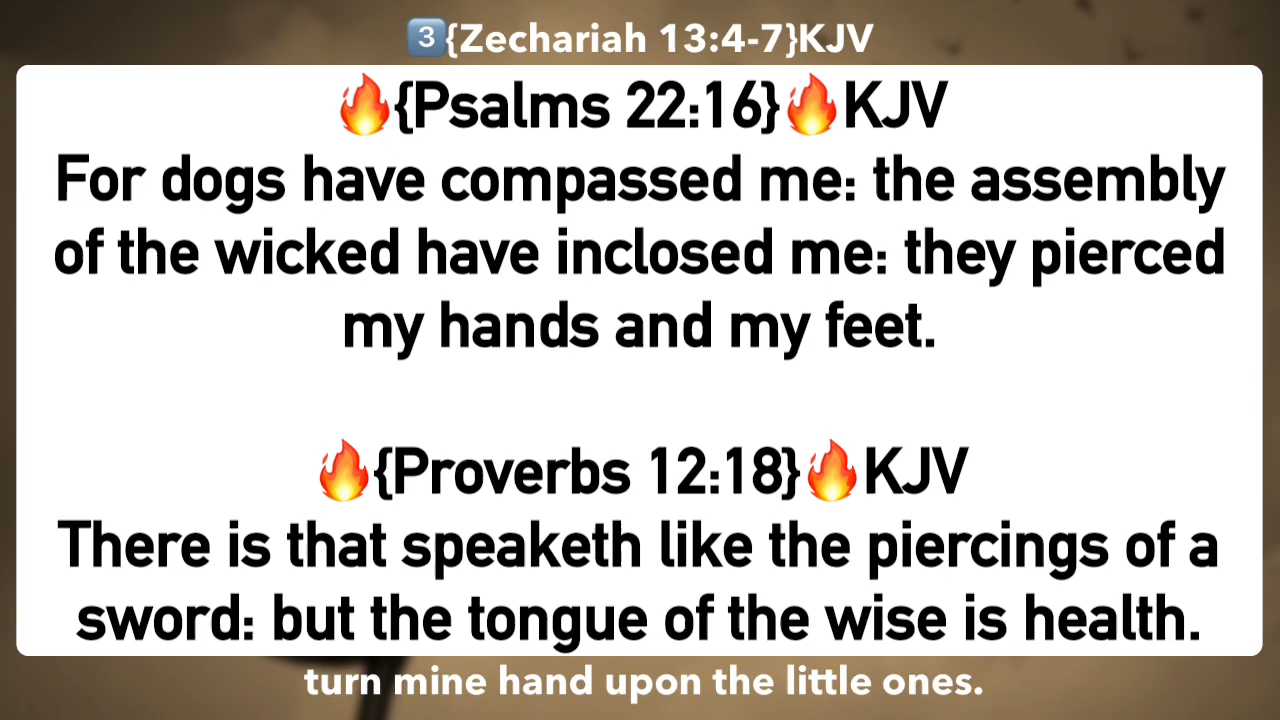 3️⃣{Zechariah 13:4-7}KJV
🔥{Psalms 22:16}🔥KJV
For dogs have compassed me: the assembly
of the wicked have inclosed me: they pierced
my hands and my feet.
🔥{Proverbs 12:18}🔥KJV
There is that speaketh like the piercings of a
sword: but the tongue of the wise is health.
turn mine hand upon the little ones.